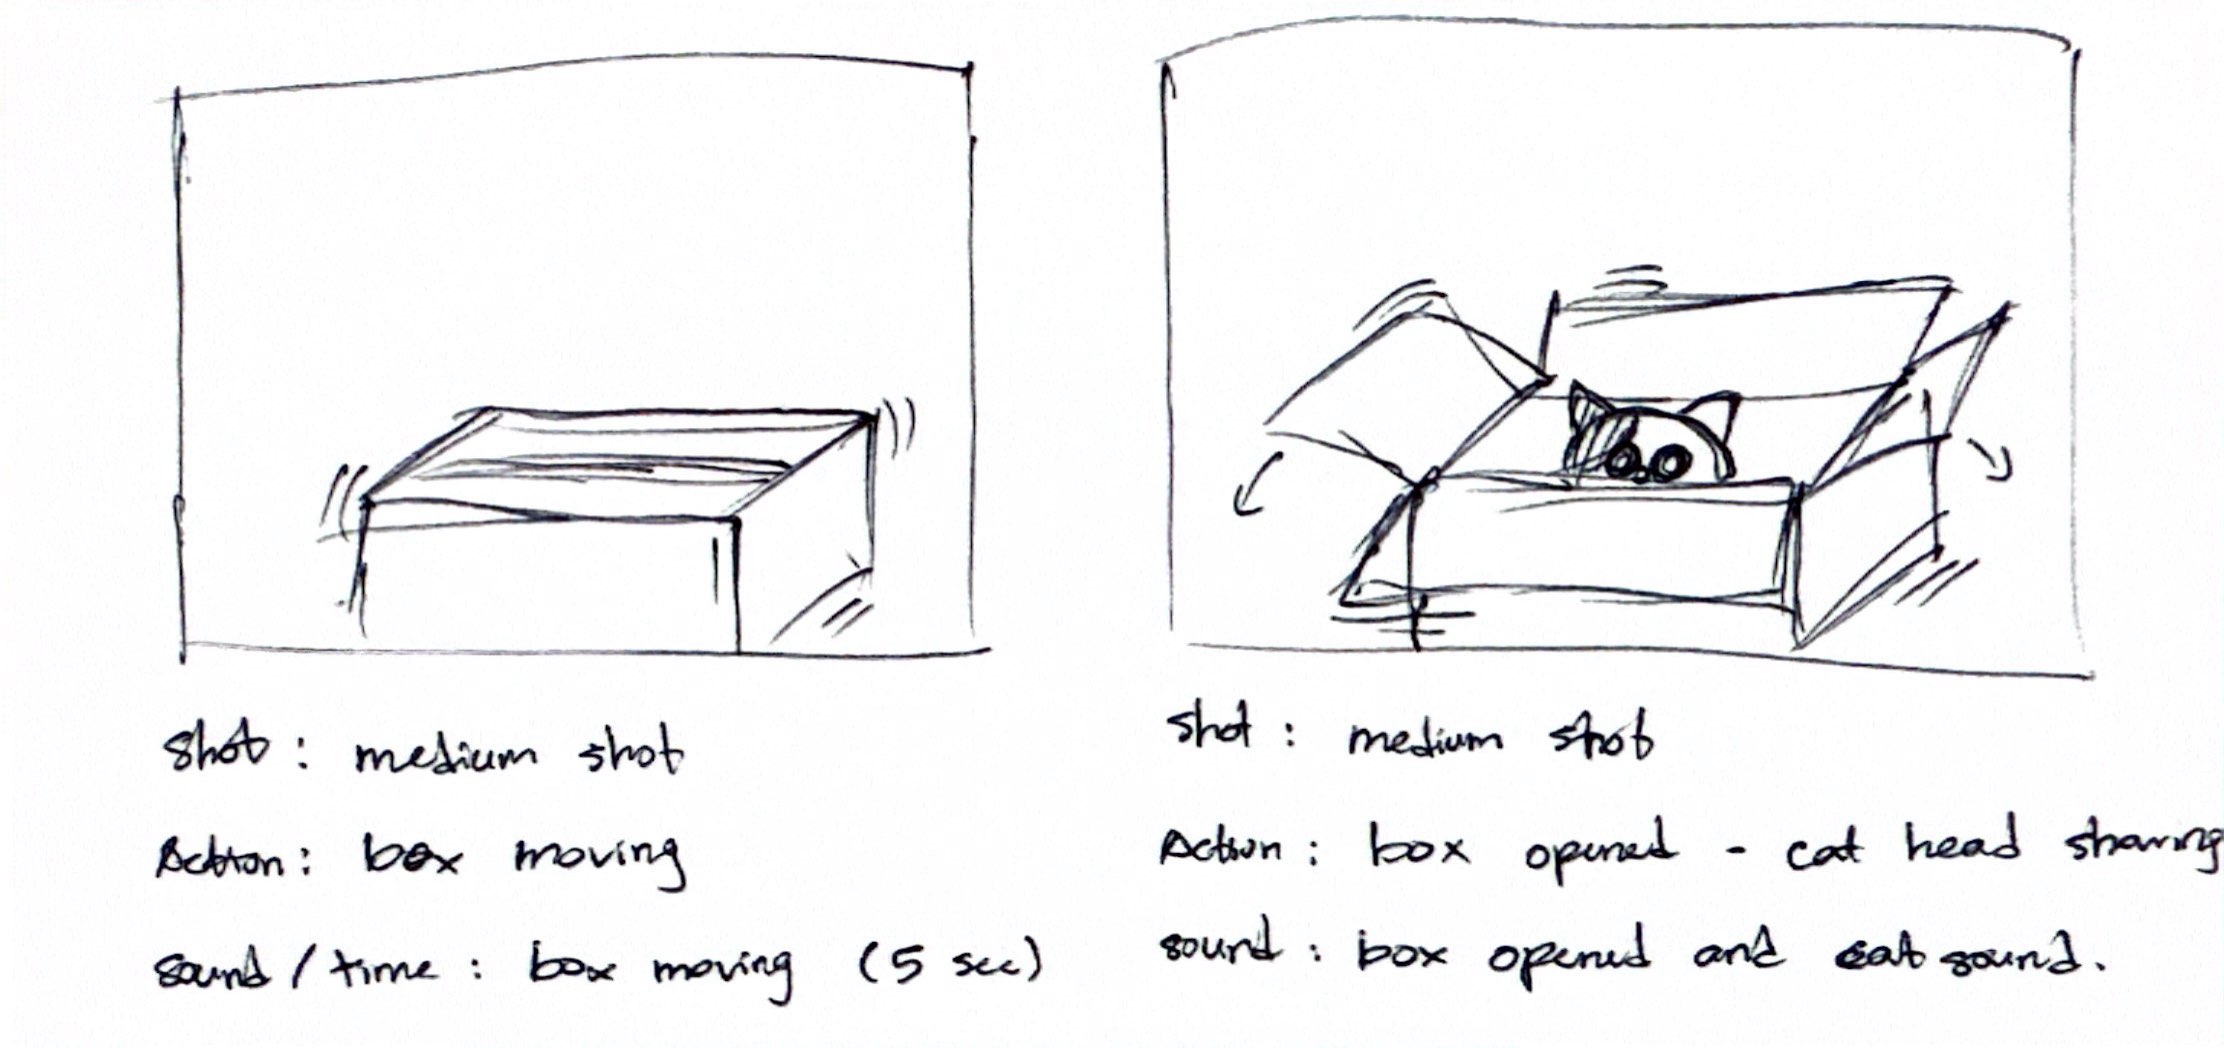 Shot : medium shot
Action : box moving
sound / time : box moving (5 sec)
Shot : medium shot
Action : box opened - cat head showing
sound : box opened and cat sound.